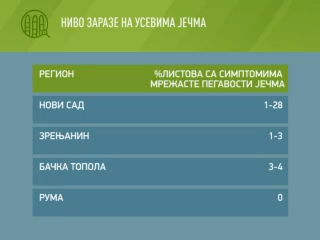 НИВО ЗАРАЗЕ НА УСЕВИМА ЈЕЧМА
РЕГИОН
%ЛИСТОВА СА СИМПТОМИМА
МРЕЖАСТЕ ПЕГАВОСТИ ЈЕЧМА
НОВИ САД 1-28
ЗРЕЊАНИН 1-3
БАЧКА ТОПОЛА 3-4
РУМА 0